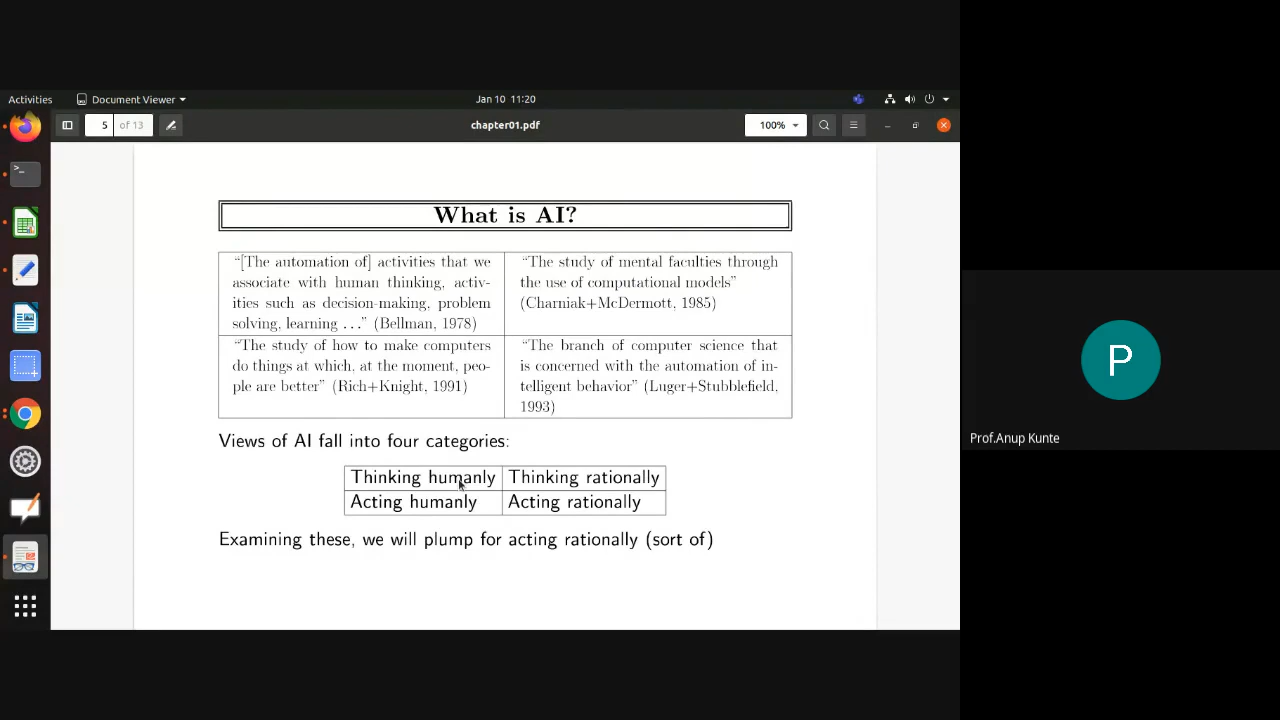 Activities Document Viewer Jan 10 11:20
5 of 13 chapter01.pdf 100%
What is AI?
“[The automation of] activities that we
associate with human thinking, activ-
ities such as decision-making, problem
solving, learning ...” (Bellman, 1978)
“The study of mental faculties through
the use of computational models”
(Charniak+McDermott, 1985)
“The study of how to make computers
do things at which, at the moment, peo-
ple are better” (Rich+Knight, 1991)
“The branch of computer science that
is concerned with the automation of in-
telligent behavior” (Luger+Stubblefield,
1993)
Views of AI fall into four categories:
Thinking humanly Thinking rationally
Acting humanly Acting rationally
Examining these, we will plump for acting rationally (sort of)
P
Prof.Anup Kunte